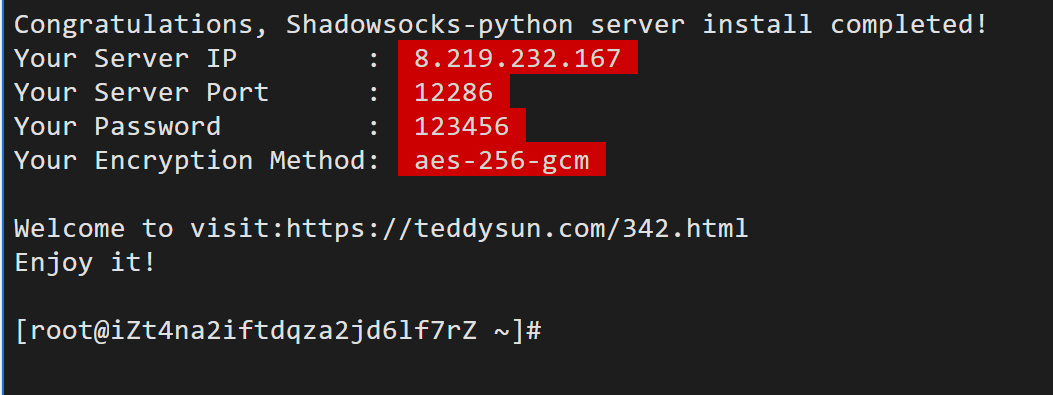 Congratulations, Shadowsocks-python server install completed!
Your Server IP        :  8.219.232.167
Your Server Port      :  12286
Your Password         :  123456
Your Encryption Method:  aes-256-gcm
Welcome to visit:https://teddysun.com/342.html
Enjoy it!
[root@iZt4na2iftdqza2jd6lf7rZ ~]#